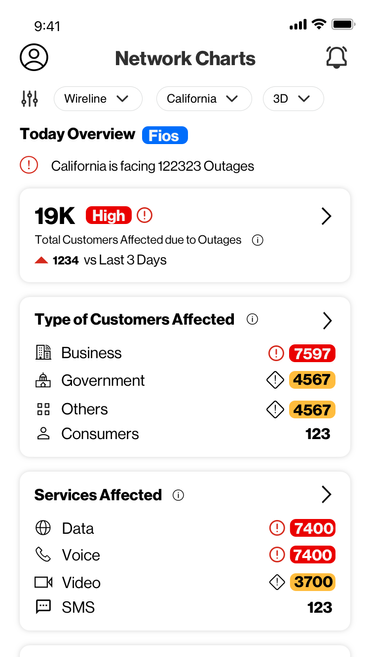 9:41
Network Charts
Wireline California 3D
Today Overview Fios
California is facing 122323 Outages
19K High
Total Customers Affected due to Outages
1234 vs Last 3 Days
Type of Customers Affected
Business 7597
Government 4567
Others 4567
Consumers 123
Services Affected
Data 7400
Voice 7400
Video 3700
SMS 123